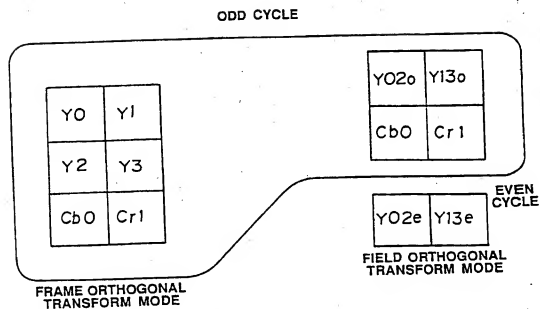 ODD CYCLE
Y0 Y1
Y2 Y3
Cb0 Cr1
FRAME ORTHOGONAL
TRANSFORM MODE
Y02o Y13o
Cb0 Cr1
EVEN
CYCLE
Y02e Y13e
FIELD ORTHOGONAL
TRANSFORM MODE